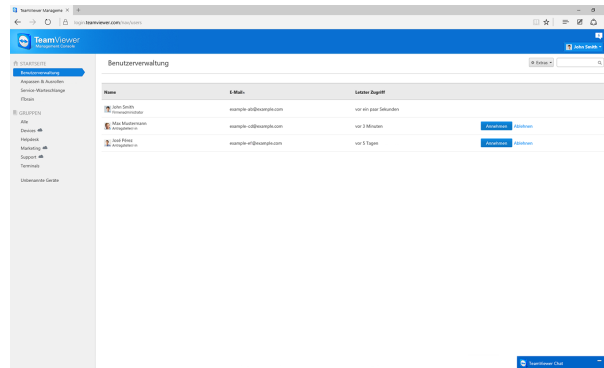 TeamViewer Manageme
login.teamviewer.com/nav/users
TeamViewer
Management Console
John Smith
STARTSEITE
Benutzerverwaltung
Anpassen & Ausrollen
Service-Warteschlange
ITbrain
GRUPPEN
Alle
Devices
Helpdesk
Marketing
Support
Terminals
Unbenannte Geräte
Benutzerverwaltung
Extras
Name E-Mail Letzter Zugriff
John Smith
Firmenadministrator
example-ab@example.com vor ein paar Sekunden
Max Mustermann
Antragsteller/-in
example-cd@example.com vor 3 Minuten Annehmen Ablehnen
José Pérez
Antragsteller/-in
example-ef@example.com vor 5 Tagen Annehmen Ablehnen
TeamViewer Chat